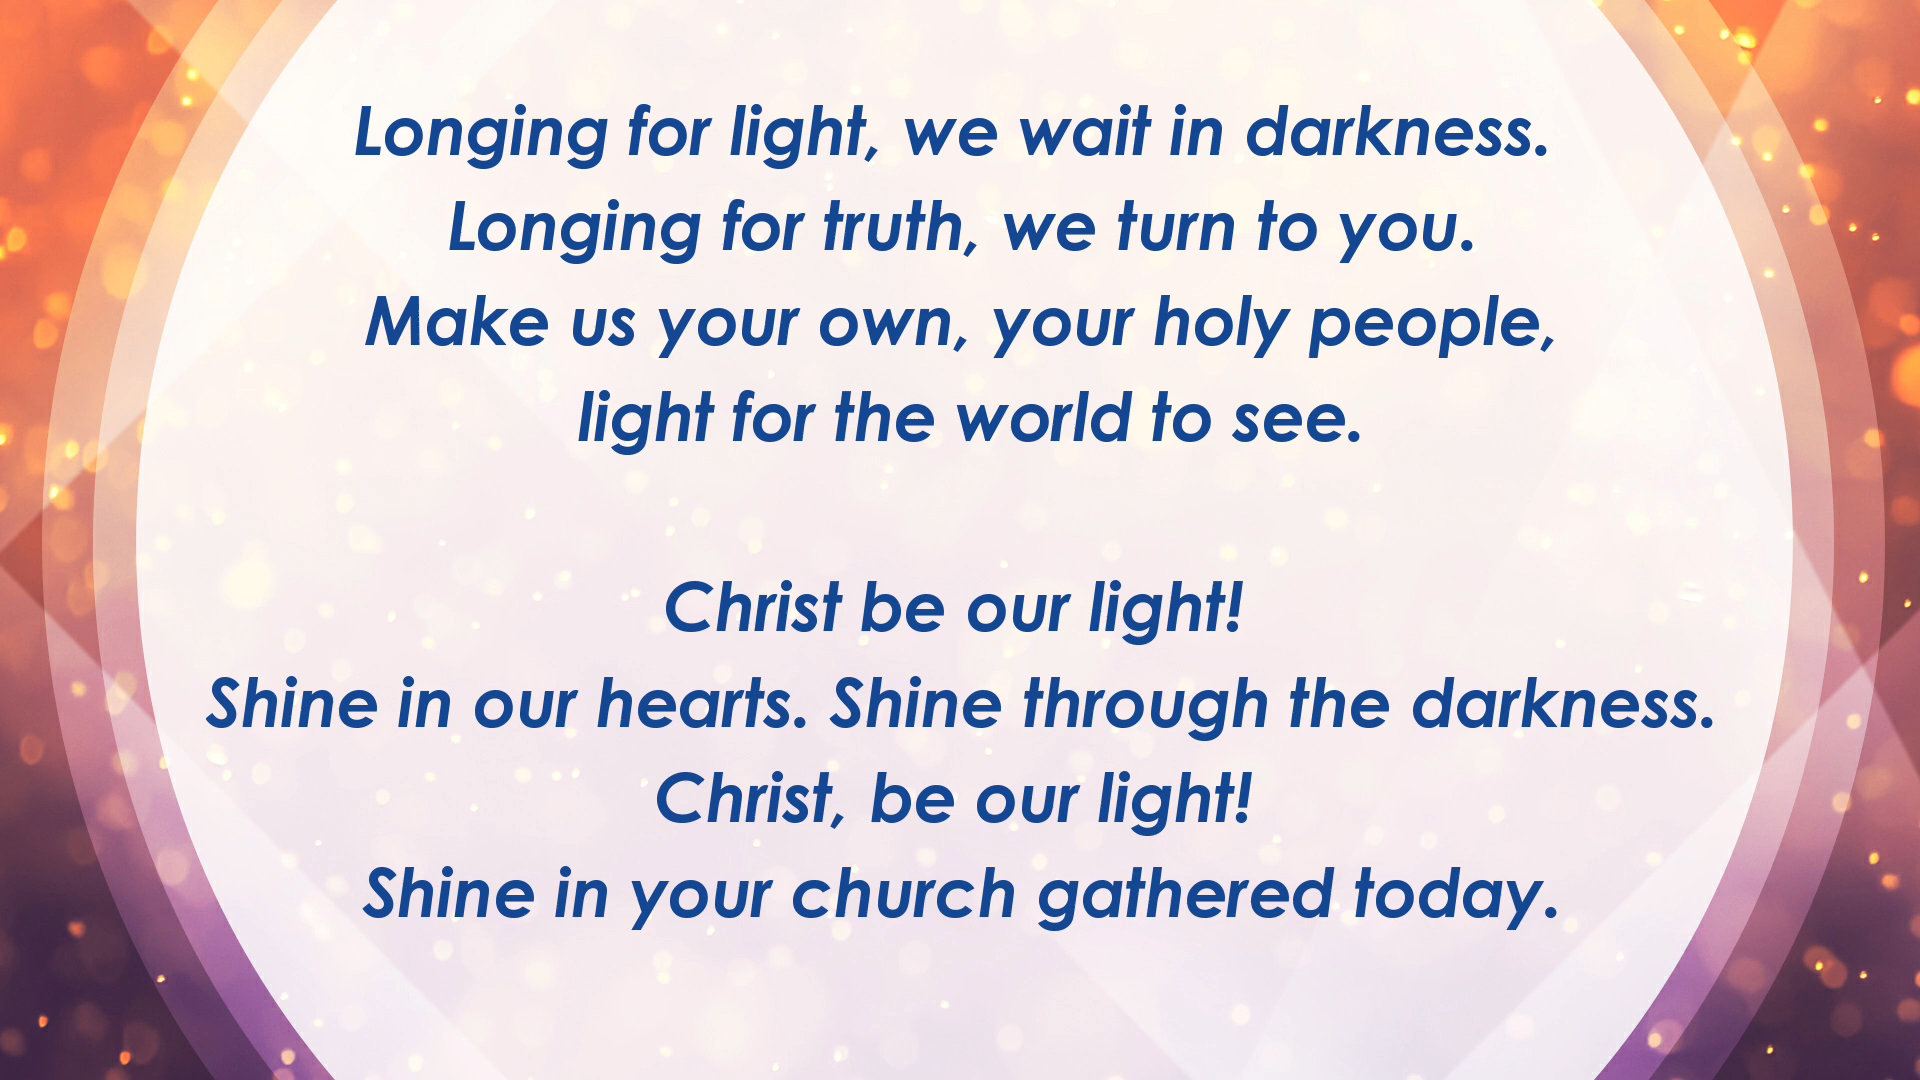 Longing for light, we wait in darkness.
Longing for truth, we turn to you.
Make us your own, your holy people,
light for the world to see.
Christ be our light!
Shine in our hearts. Shine through the darkness.
Christ, be our light!
Shine in your church gathered today.